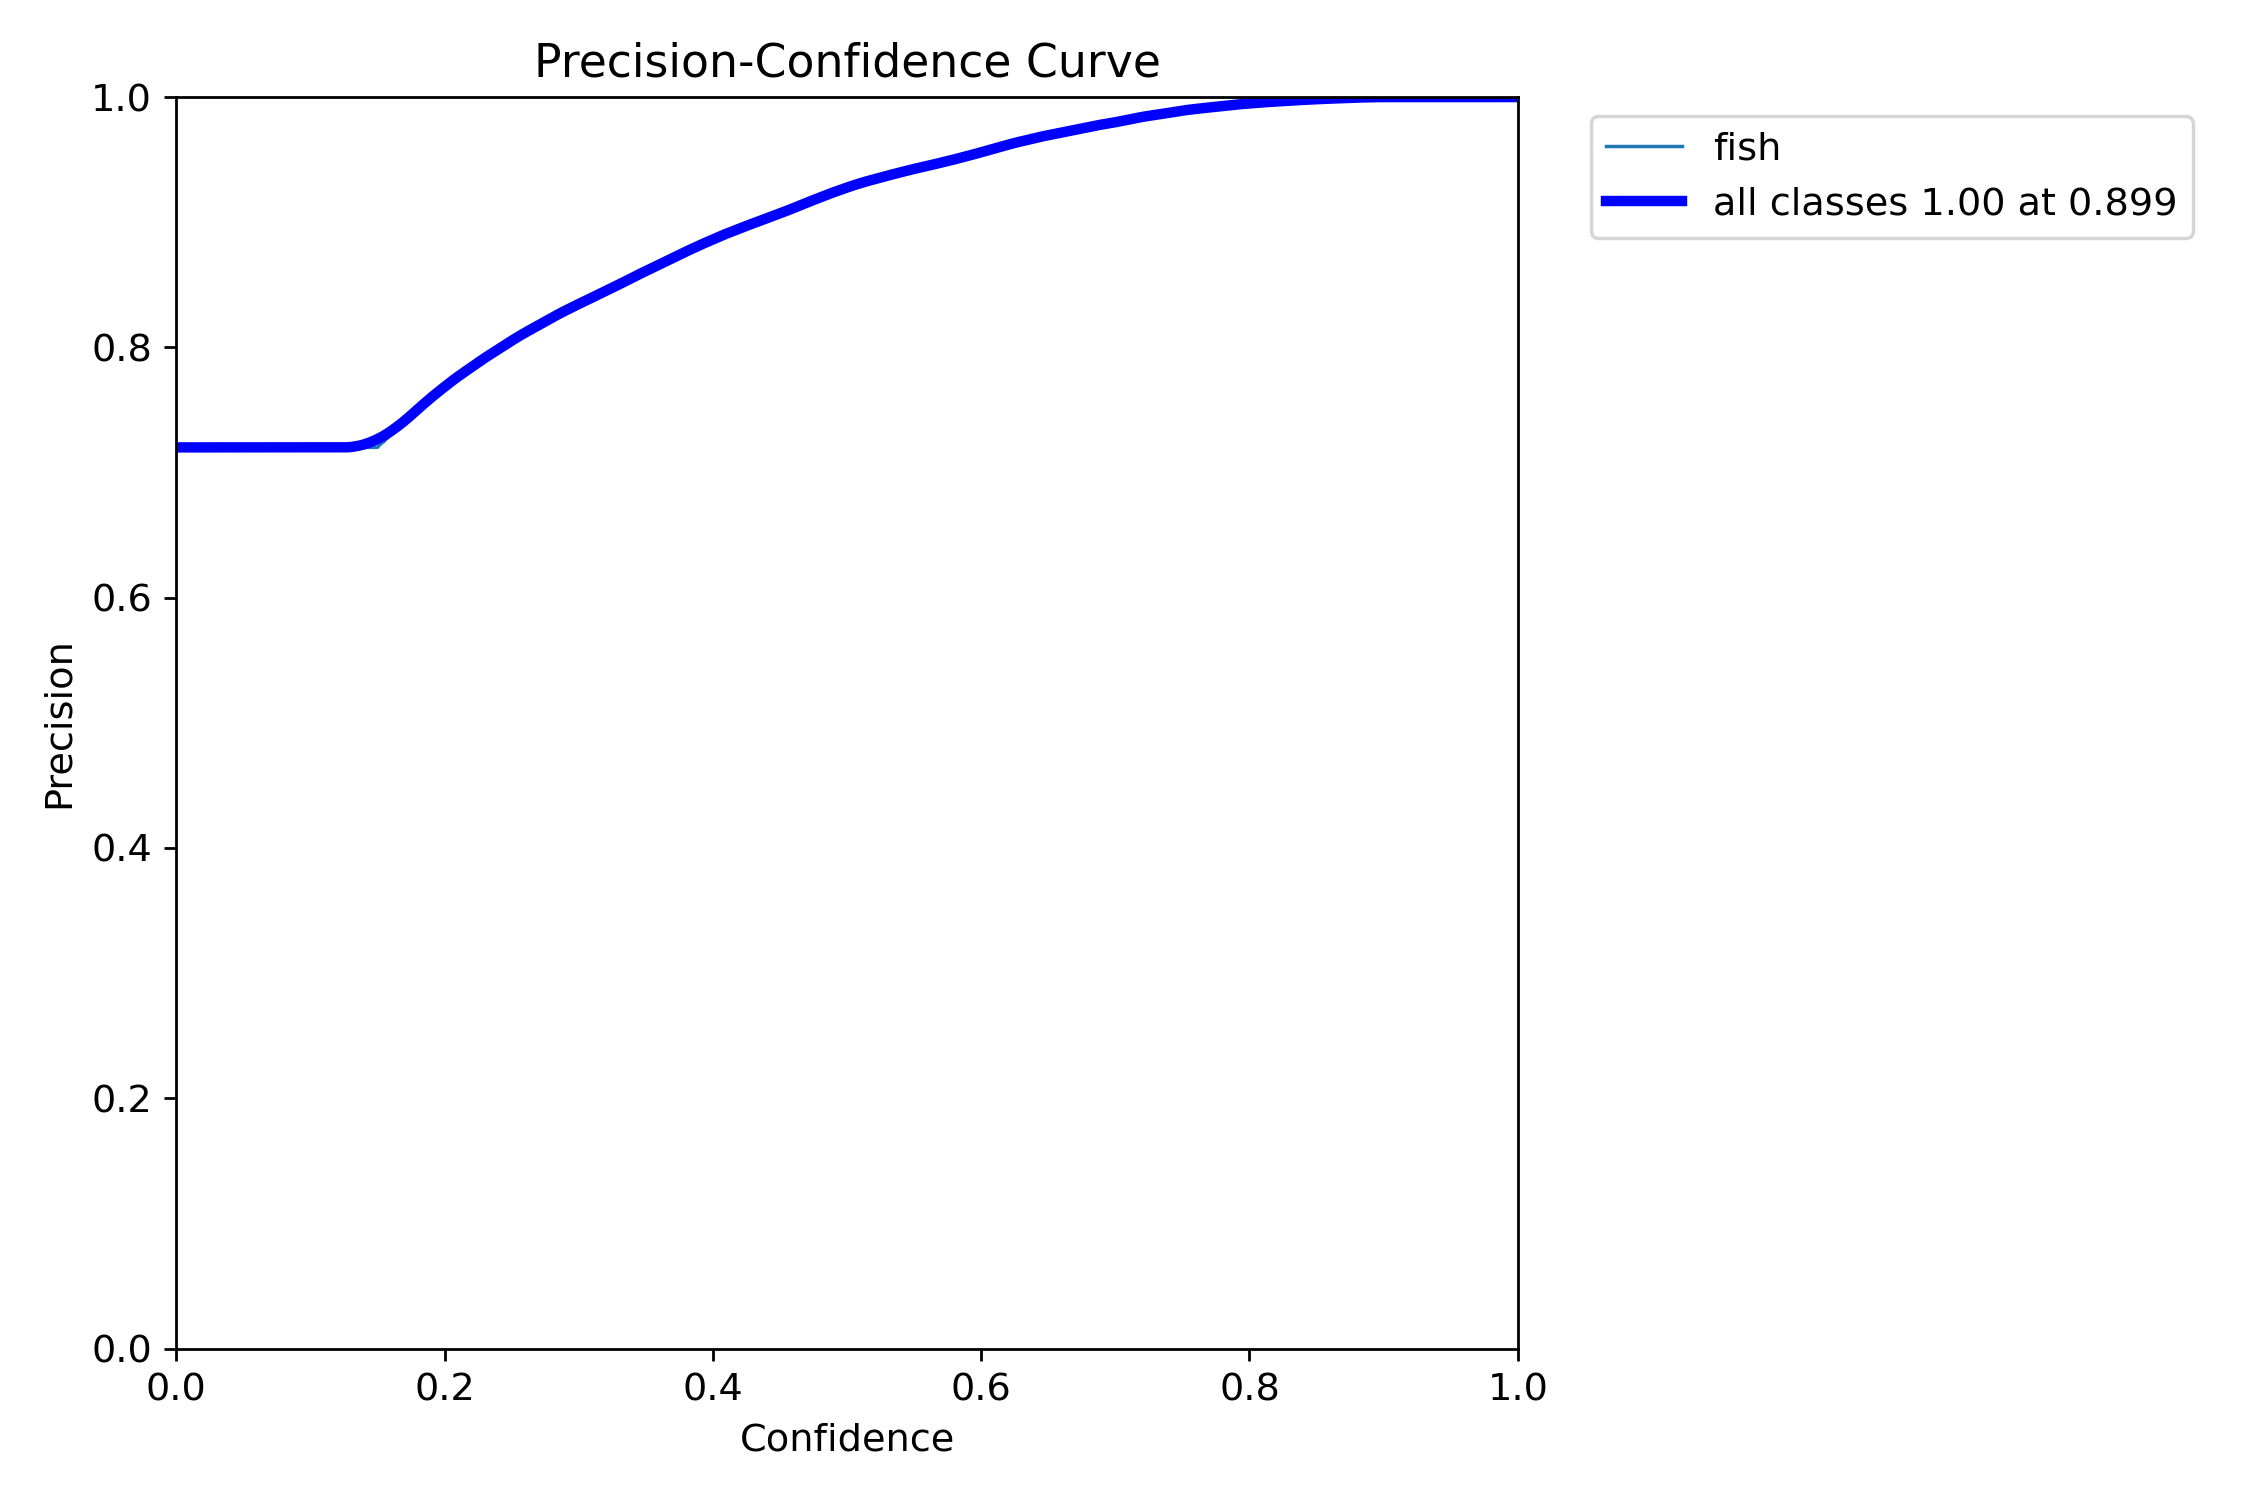 Precision-Confidence Curve
1.0
0.8
0.6
0.4
0.2
0.0
Precision
0.0 0.2 0.4 0.6 0.8 1.0
Confidence
fish
all classes 1.00 at 0.899